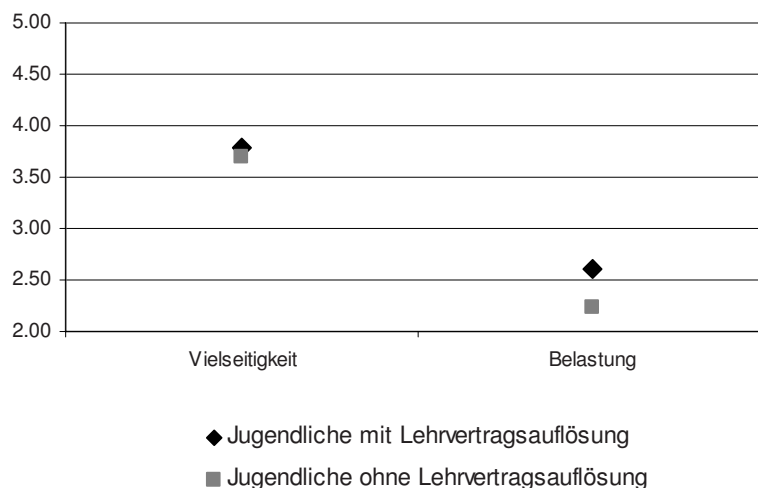 5.00
4.50
4.00
3.50
3.00
2.50
2.00
Vielseitigkeit Belastung
Jugendliche mit Lehrvertragsauflösung
Jugendliche ohne Lehrvertragsauflösung